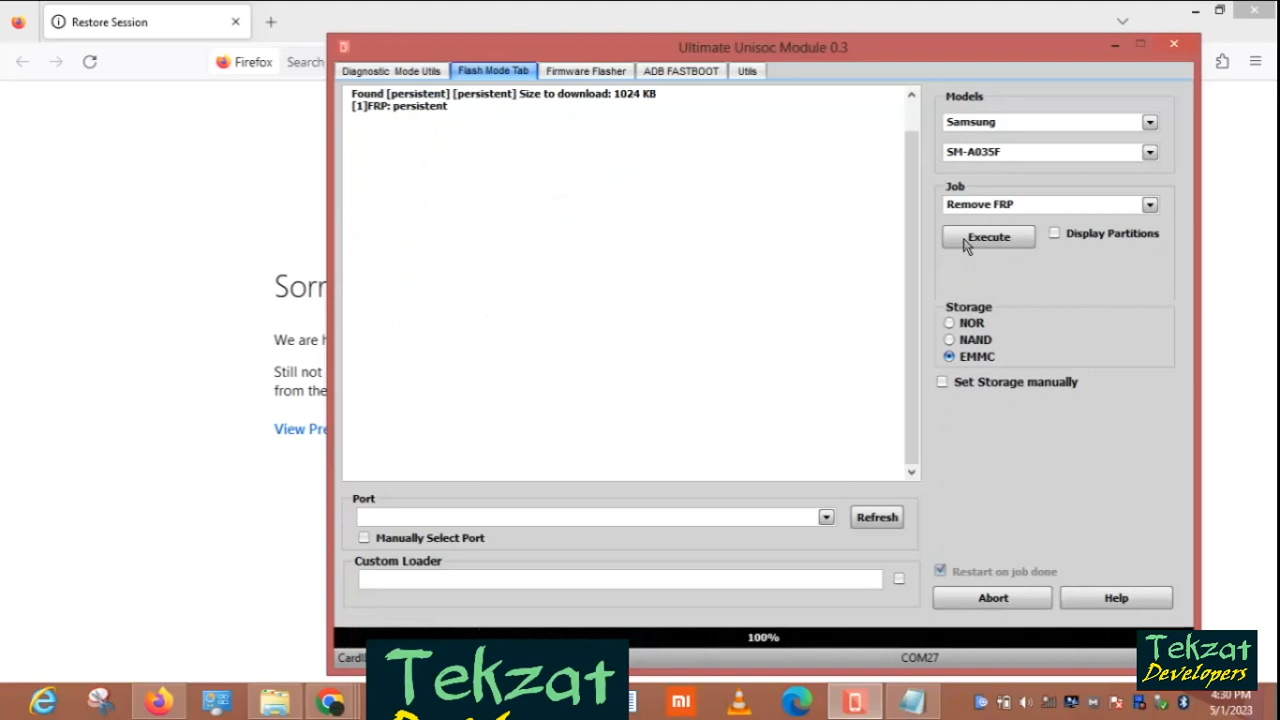 Restore Session
Ultimate Unisoc Module 0.3
Firefox
Search
Diagnostic Mode Utils
Flash Mode Tab
Firmware Flasher
ADB FASTBOOT
Utils
Found [persistent] [persistent] Size to download: 1024 KB
[1]FRP: persistent
Models
Samsung
SM-A035F
Job
Remove FRP
Execute
Display Partitions
Storage
NOR
NAND
EMMC
Set Storage manually
Sorr
We are h
Still not
from the
View Pre
Port
Refresh
Manually Select Port
Custom Loader
Restart on job done
Abort
Help
100%
COM27
Tekzat
Tekzat
Developers
4:30 PM
5/1/2023